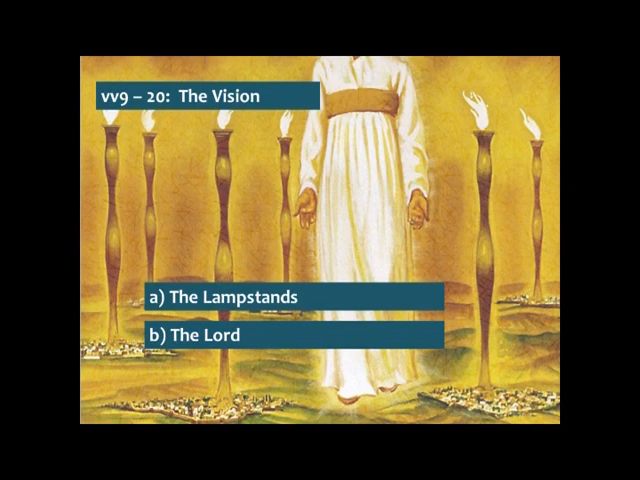 vv9 – 20:  The Vision
a) The Lampstands
b) The Lord